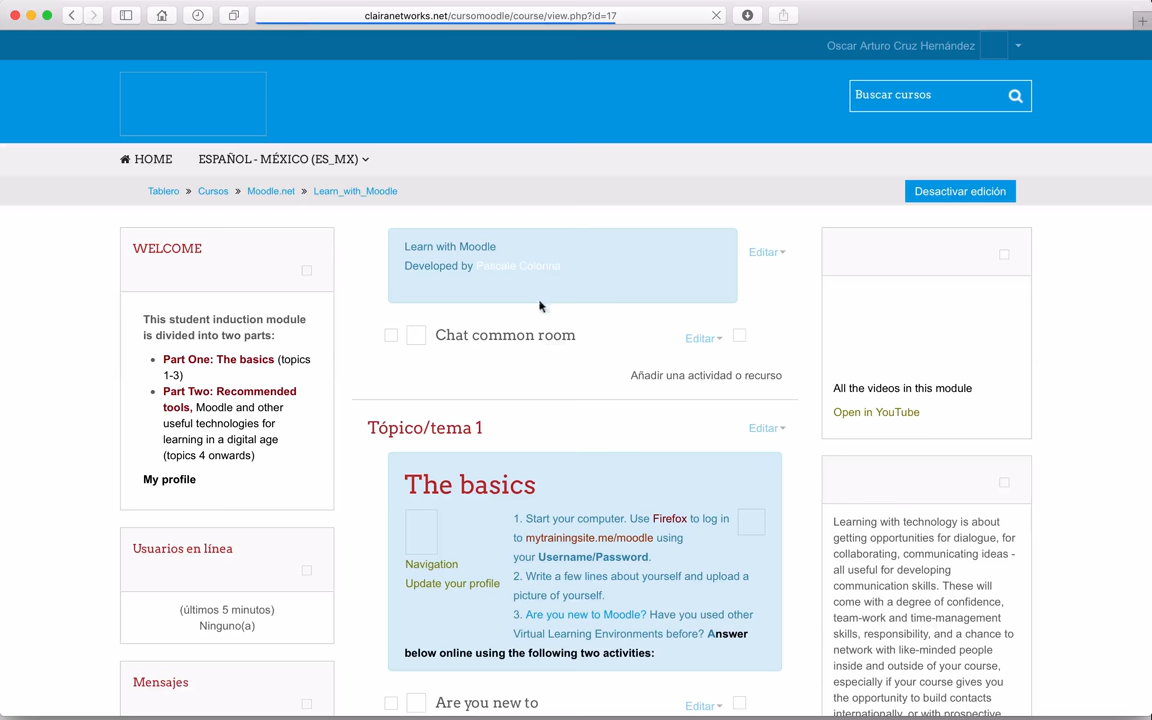 clairanetworks.net/cursomoodle/course/view.php?id=17
Oscar Arturo Cruz Hernández
Buscar cursos
HOME
ESPAÑOL - MÉXICO (ES_MX)
Tablero » Cursos » Moodle.net » Learn_with_Moodle
Desactivar edición
WELCOME
This student induction module
is divided into two parts:
• Part One: The basics (topics
1-3)
• Part Two: Recommended
tools, Moodle and other
useful technologies for
learning in a digital age
(topics 4 onwards)
My profile
Usuarios en línea
(últimos 5 minutos)
Ninguno(a)
Mensajes
Learn with Moodle
Developed by Pascale Colonna
Editar
Chat common room
Editar
Añadir una actividad o recurso
Tópico/tema 1
Editar
The basics
Navigation
Update your profile
1. Start your computer. Use Firefox to log in
to mytrainingsite.me/moodle using
your Username/Password.
2. Write a few lines about yourself and upload a
picture of yourself.
3. Are you new to Moodle? Have you used other
Virtual Learning Environments before? Answer
below online using the following two activities:
Are you new to
Editar
All the videos in this module
Open in YouTube
Learning with technology is about
getting opportunities for dialogue, for
collaborating, communicating ideas -
all useful for developing
communication skills. These will
come with a degree of confidence,
team-work and time-management
skills, responsibility, and a chance to
network with like-minded people
inside and outside of your course,
especially if your course gives you
the opportunity to build contacts
internationally, or with prospective